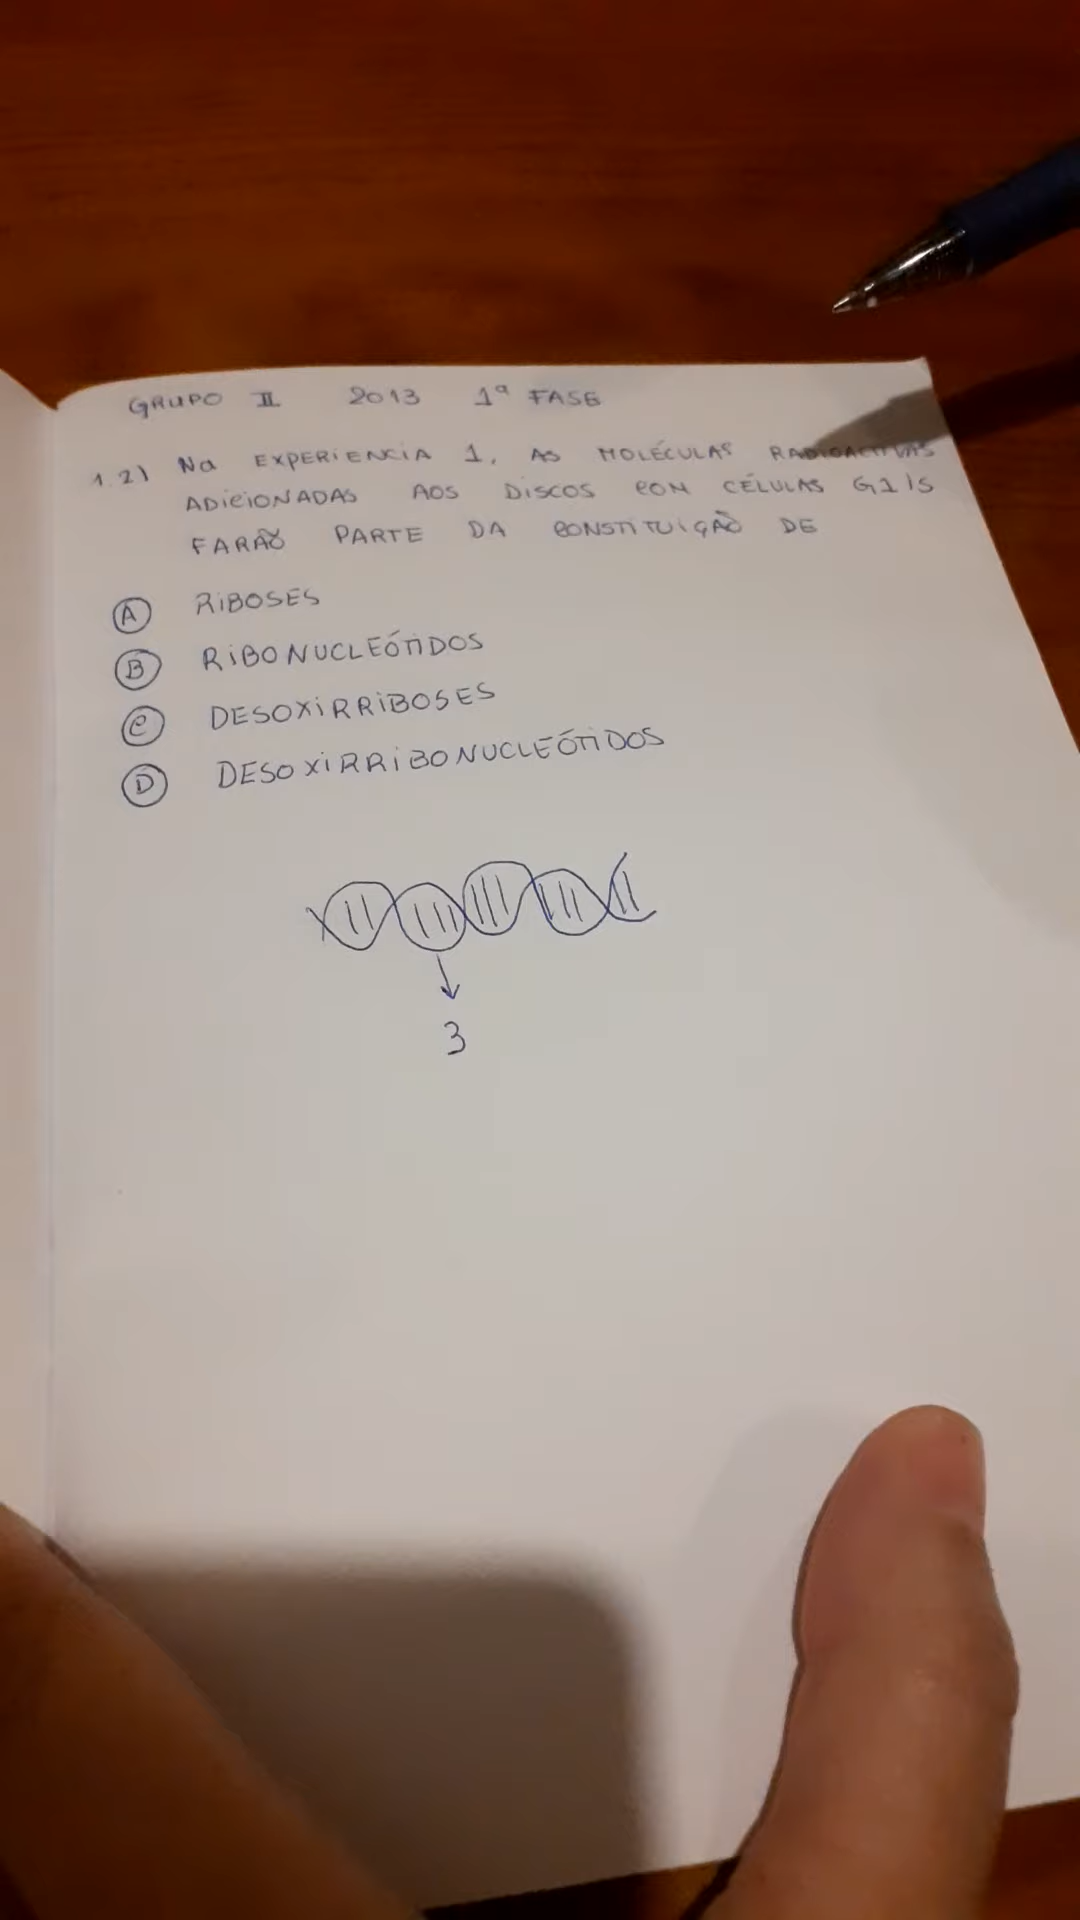 GRUPO II 2013 1ª FASE
1.2) Na EXPERIENCIA 1, AS MOLÉCULAS RADIOACTIVAS
ADICIONADAS AOS DISCOS COM CÉLULAS G1/S
FARÃO PARTE DA CONSTITUIÇÃO DE
A RIBOSES
B RIBONUCLEÓTIDOS
C DESOXIRRIBOSES
D DESOXIRRIBONUCLEÓTIDOS
3